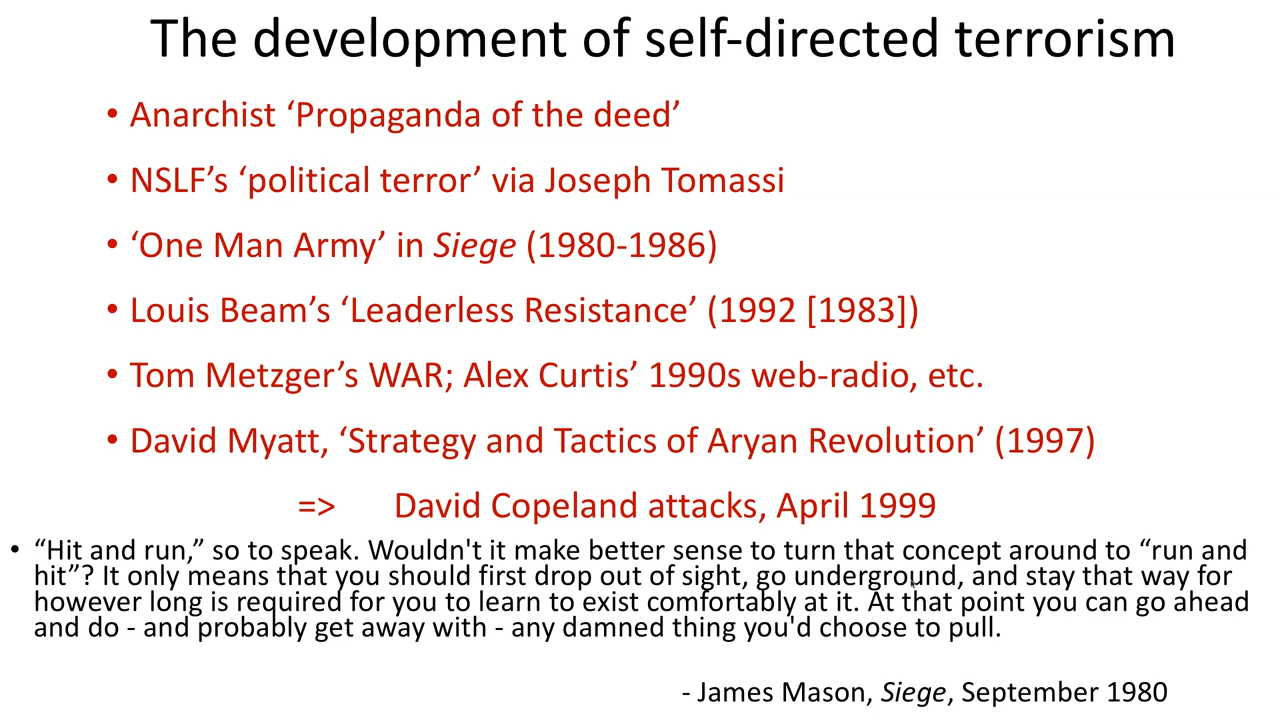 The development of self-directed terrorism
• Anarchist ‘Propaganda of the deed’
• NSLF’s ‘political terror’ via Joseph Tomassi
• ‘One Man Army’ in Siege (1980-1986)
• Louis Beam’s ‘Leaderless Resistance’ (1992 [1983])
• Tom Metzger’s WAR; Alex Curtis’ 1990s web-radio, etc.
• David Myatt, ‘Strategy and Tactics of Aryan Revolution’ (1997)
=> David Copeland attacks, April 1999
• “Hit and run,” so to speak. Wouldn't it make better sense to turn that concept around to “run and
hit”? It only means that you should first drop out of sight, go underground, and stay that way for
however long is required for you to learn to exist comfortably at it. At that point you can go ahead
and do - and probably get away with - any damned thing you'd choose to pull.
- James Mason, Siege, September 1980